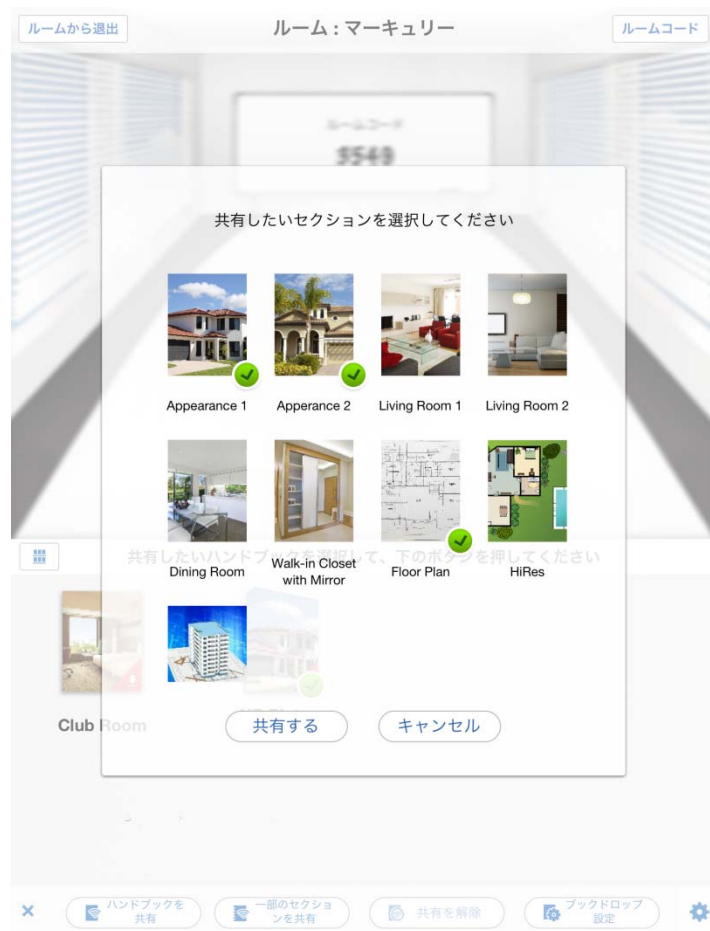 ルームから退出
ルーム : マーキュリー
ルームコード
ルームコード
5549
共有したいセクションを選択してください
Appearance 1
Apperance 2
Living Room 1
Living Room 2
共有したいハンドブックを選択して、下のボタンを押してください
Dining Room
Walk-in Closet
with Mirror
Floor Plan
HiRes
Club Room
共有する
キャンセル
ハンドブックを
共有
一部のセクショ
ンを共有
共有を解除
ブックドロップ
設定